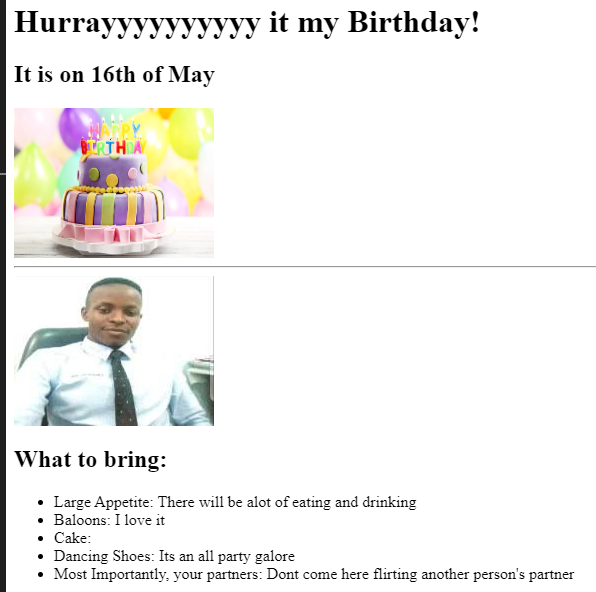 Hurrayyyyyyyyyy it my Birthday!
It is on 16th of May
HAPPY
BIRTHDAY
What to bring:
Large Appetite: There will be alot of eating and drinking
Baloons: I love it
Cake:
Dancing Shoes: Its an all party galore
Most Importantly, your partners: Dont come here flirting another person's partner